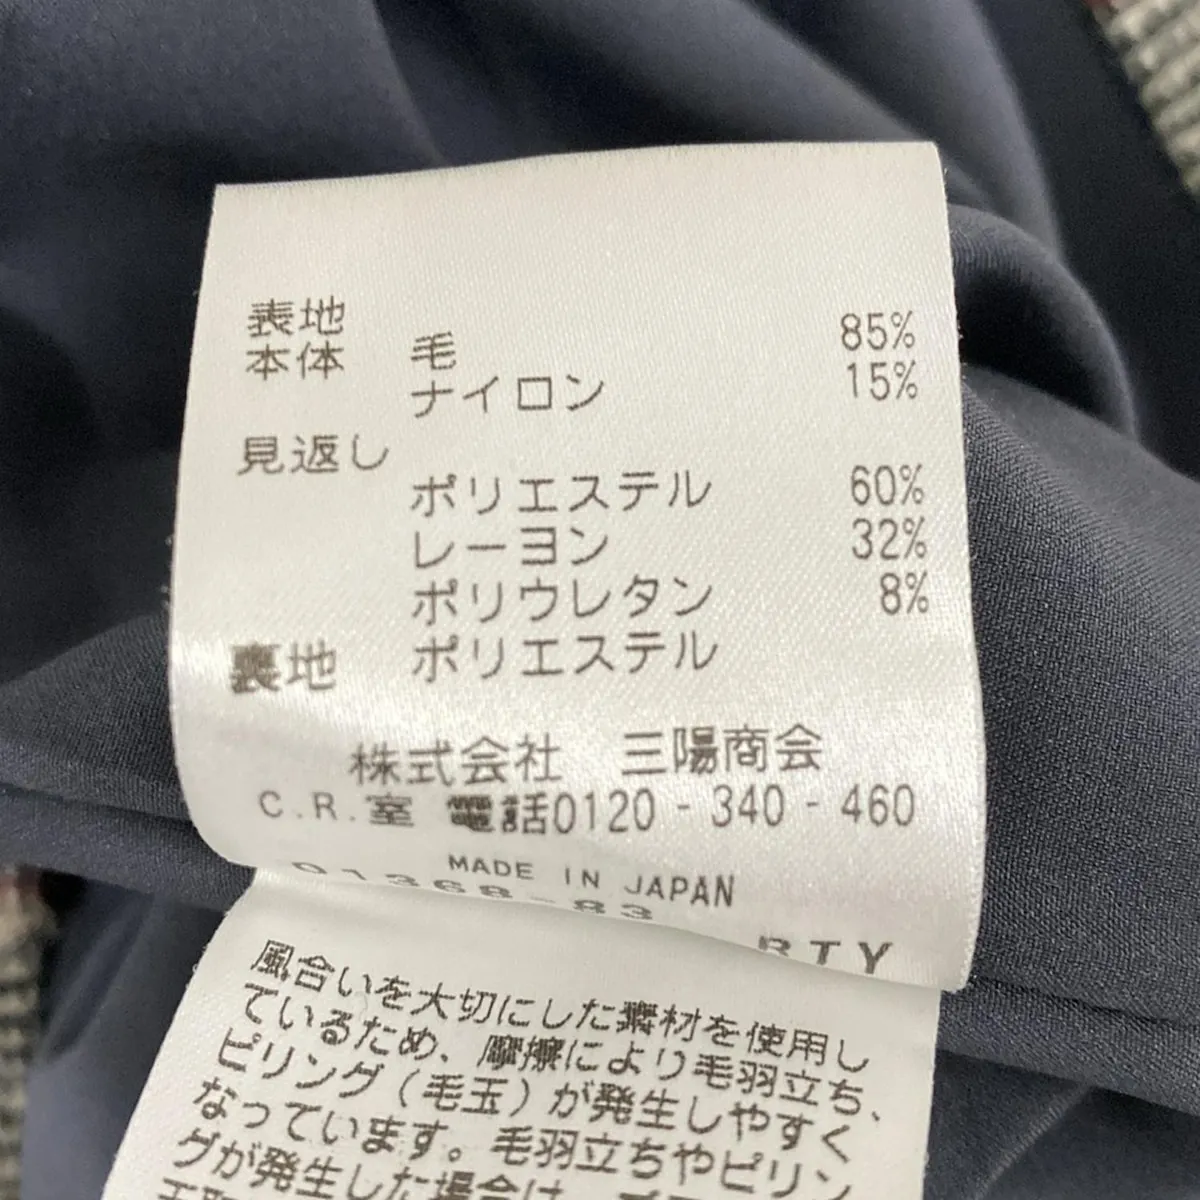 表地
本体 毛 85%
ナイロン 15%
見返し
ポリエステル 60%
レーヨン 32%
ポリウレタン 8%
裏地 ポリエステル
株式会社 三陽商会
C.R.室 電話0120-340-460
MADE IN JAPAN
01368-83
RTY
風合いを大切にした素材を使用し
ているため、摩擦により毛羽立ち、
ピリング(毛玉)が発生しやすく
なっています。毛羽立ちやピリン
グが発生した場合は、